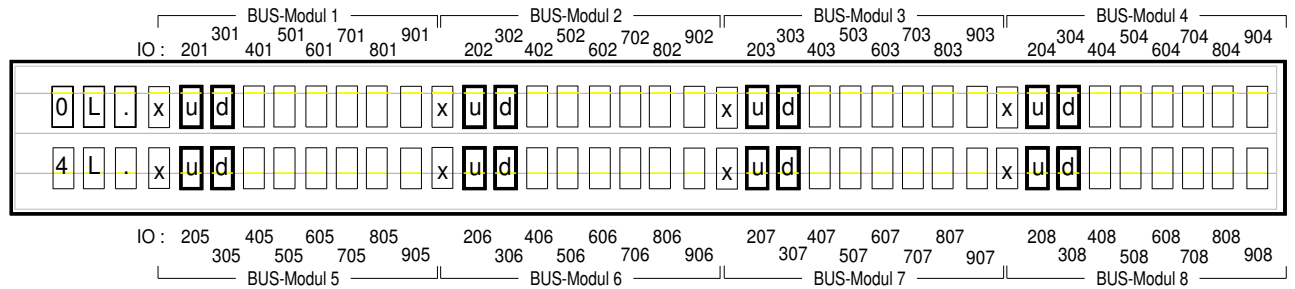 BUS-Modul 1 BUS-Modul 2 BUS-Modul 3 BUS-Modul 4
301 501 701 901 302 502 702 902 303 503 703 903 304 504 704 904
IO : 201 401 601 801 202 402 602 802 203 403 603 803 204 404 604 804
0 L . x u d x u d x u d x u d
4 L . x u d x u d x u d x u d
IO : 205 405 605 805 206 406 606 806 207 407 607 807 208 408 608 808
305 505 705 905 306 506 706 906 307 507 707 907 308 508 708 908
BUS-Modul 5 BUS-Modul 6 BUS-Modul 7 BUS-Modul 8